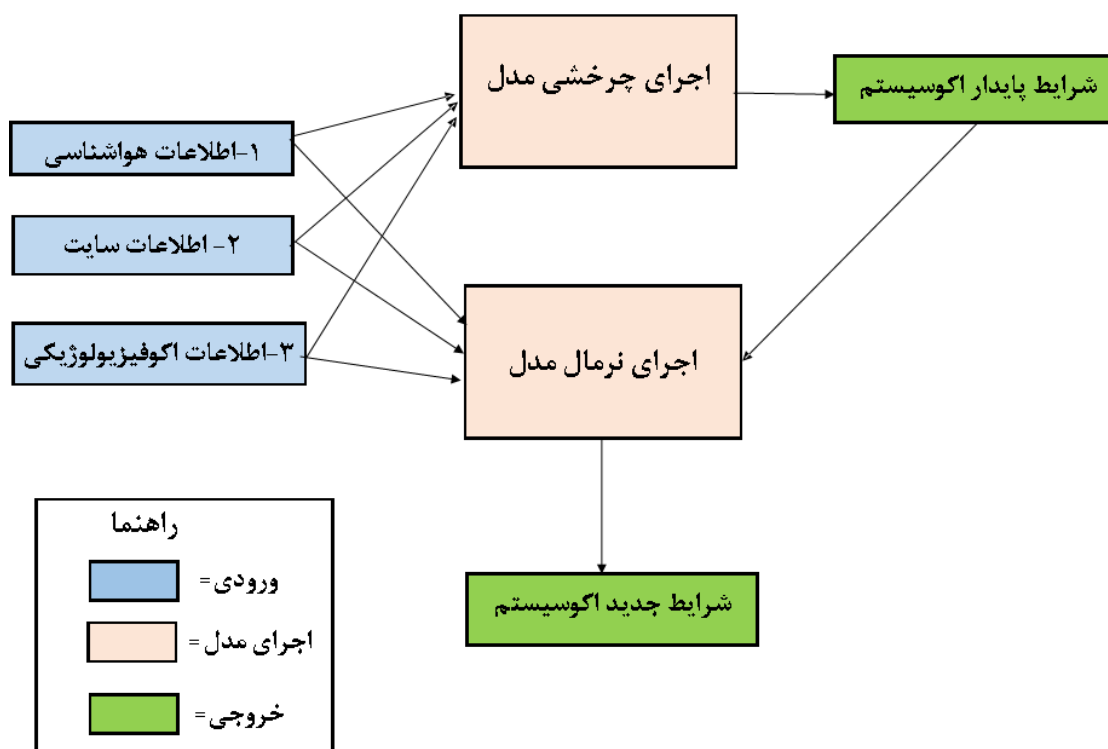 اجرای چرخشی مدل
شرایط پایدار اکوسیستم
۱-اطلاعات هواشناسی
۲- اطلاعات سایت
۳-اطلاعات اکوفیزیولوژیکی
اجرای نرمال مدل
شرایط جدید اکوسیستم
راهنما
ورودی=
اجرای مدل=
خروجی=